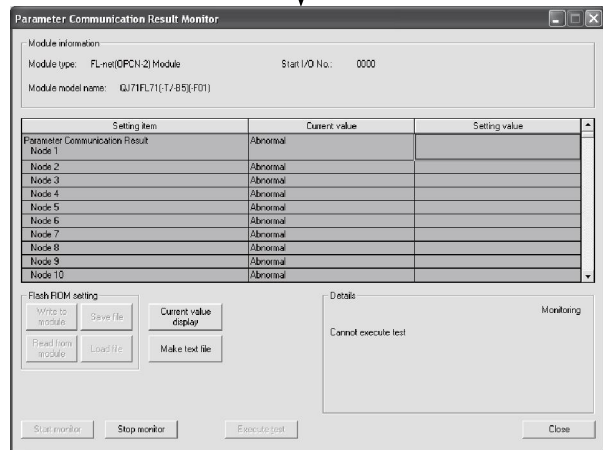 Parameter Communication Result Monitor
Module information
Module type: FL-net(OPCN-2) Module Start I/O No.: 0000
Module model name: QJ71FL71(-T/-B5)(-F01)
Setting item Current value Setting value
Parameter Communication Result Abnormal
Node 1
Node 2 Abnormal
Node 3 Abnormal
Node 4 Abnormal
Node 5 Abnormal
Node 6 Abnormal
Node 7 Abnormal
Node 8 Abnormal
Node 9 Abnormal
Node 10 Abnormal
Flash ROM setting
Write to module
Save file
Current value display
Read from module
Load file
Make text file
Details
Monitoring
Cannot execute test
Start monitor
Stop monitor
Execute test
Close